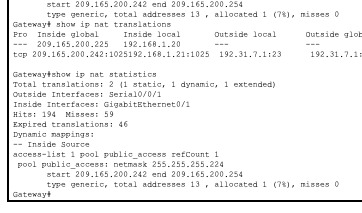 start 209.165.200.242 end 209.165.200.254
type generic, total addresses 13 , allocated 1 (7%), misses 0
Gateway# show ip nat translations
Pro Inside global Inside local Outside local Outside glob
--- 209.165.200.225 192.168.1.20 --- ---
tcp 209.165.200.242:1025192.168.1.21:1025 192.31.7.1:23 192.31.7.1:
Gateway#show ip nat statistics
Total translations: 2 (1 static, 1 dynamic, 1 extended)
Outside Interfaces: Serial0/0/1
Inside Interfaces: GigabitEthernet0/1
Hits: 194 Misses: 59
Expired translations: 46
Dynamic mappings:
-- Inside Source
access-list 1 pool public_access refCount 1
pool public_access: netmask 255.255.255.224
start 209.165.200.242 end 209.165.200.254
type generic, total addresses 13 , allocated 1 (7%), misses 0
Gateway#